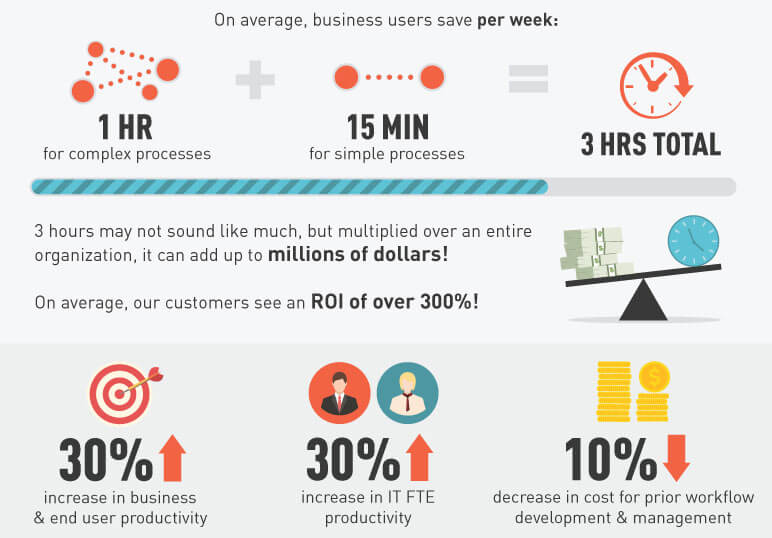 On average, business users save per week:
1 HR
for complex processes
+
15 MIN
for simple processes
=
3 HRS TOTAL
3 hours may not sound like much, but multiplied over an entire
organization, it can add up to millions of dollars!
On average, our customers see an ROI of over 300%!
$
$
$
30%
increase in business
& end user productivity
30%
increase in IT FTE
productivity
$
10%
decrease in cost for prior workflow
development & management